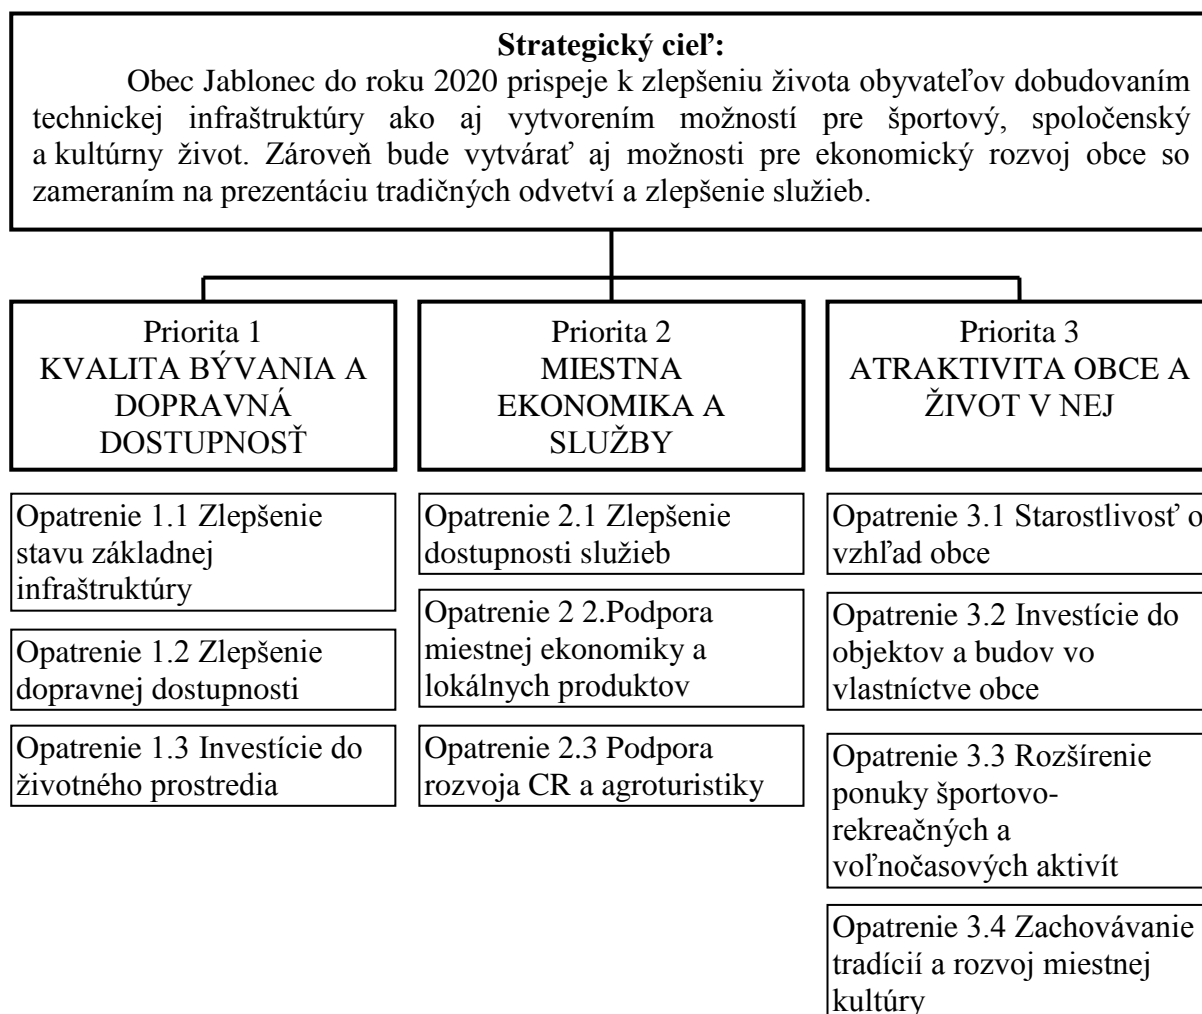 Strategický cieľ:
Obec Jablonec do roku 2020 prispeje k zlepšeniu života obyvateľov dobudovaním
technickej infraštruktúry ako aj vytvorením možností pre športový, spoločenský
a kultúrny život. Zároveň bude vytvárať aj možnosti pre ekonomický rozvoj obce so
zameraním na prezentáciu tradičných odvetví a zlepšenie služieb.
Priorita 1
KVALITA BÝVANIA A
DOPRAVNÁ
DOSTUPNOSŤ
Priorita 2
MIESTNA
EKONOMIKA A
SLUŽBY
Priorita 3
ATRAKTIVITA OBCE A
ŽIVOT V NEJ
Opatrenie 1.1 Zlepšenie
stavu základnej
infraštruktúry
Opatrenie 1.2 Zlepšenie
dopravnej dostupnosti
Opatrenie 1.3 Investície do
životného prostredia
Opatrenie 2.1 Zlepšenie
dostupnosti služieb
Opatrenie 2 2.Podpora
miestnej ekonomiky a
lokálnych produktov
Opatrenie 2.3 Podpora
rozvoja CR a agroturistiky
Opatrenie 3.1 Starostlivosť o
vzhľad obce
Opatrenie 3.2 Investície do
objektov a budov vo
vlastníctve obce
Opatrenie 3.3 Rozšírenie
ponuky športovo-
rekreačných a
voľnočasových aktivít
Opatrenie 3.4 Zachovávanie
tradícií a rozvoj miestnej
kultúry